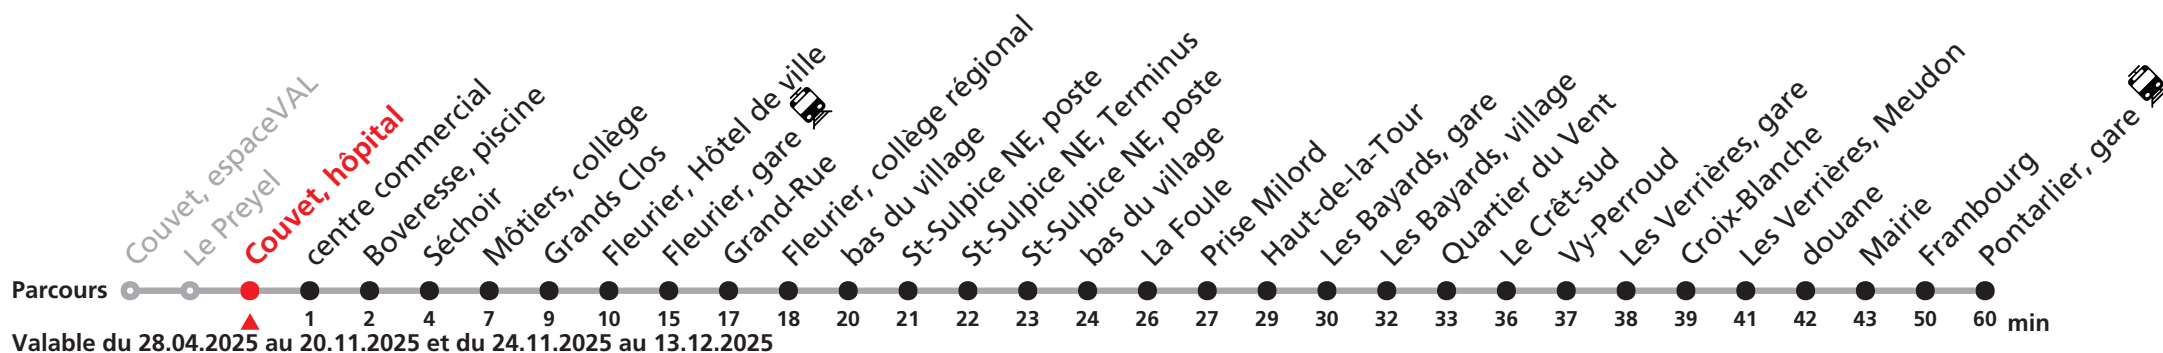 Couvet, espaceVAL
Le Preyel
Couvet, hôpital
centre commercial
Boveresse, piscine
Séchoir
Môtiers, collège
Grands Clos
Fleurier, Hôtel de ville
Fleurier, gare
Grand-Rue
Fleurier, collège régional
bas du village
St-Sulpice NE, poste
St-Sulpice NE, Terminus
St-Sulpice NE, poste
bas du village
La Foule
Prise Milord
Haut-de-la-Tour
Les Bayards, gare
Les Bayards, village
Quartier du Vent
Le Crêt-sud
Vy-Perroud
Les Verrières, gare
Croix-Blanche
Les Verrières, Meudon
douane
Mairie
Frambourg
Pontarlier, gare
Parcours
1 2 4 7 9 10 15 17 18 20 21 22 23 24 26 27 29 30 32 33 36 37 38 39 41 42 43 50 60 min
Valable du 28.04.2025 au 20.11.2025 et du 24.11.2025 au 13.12.2025